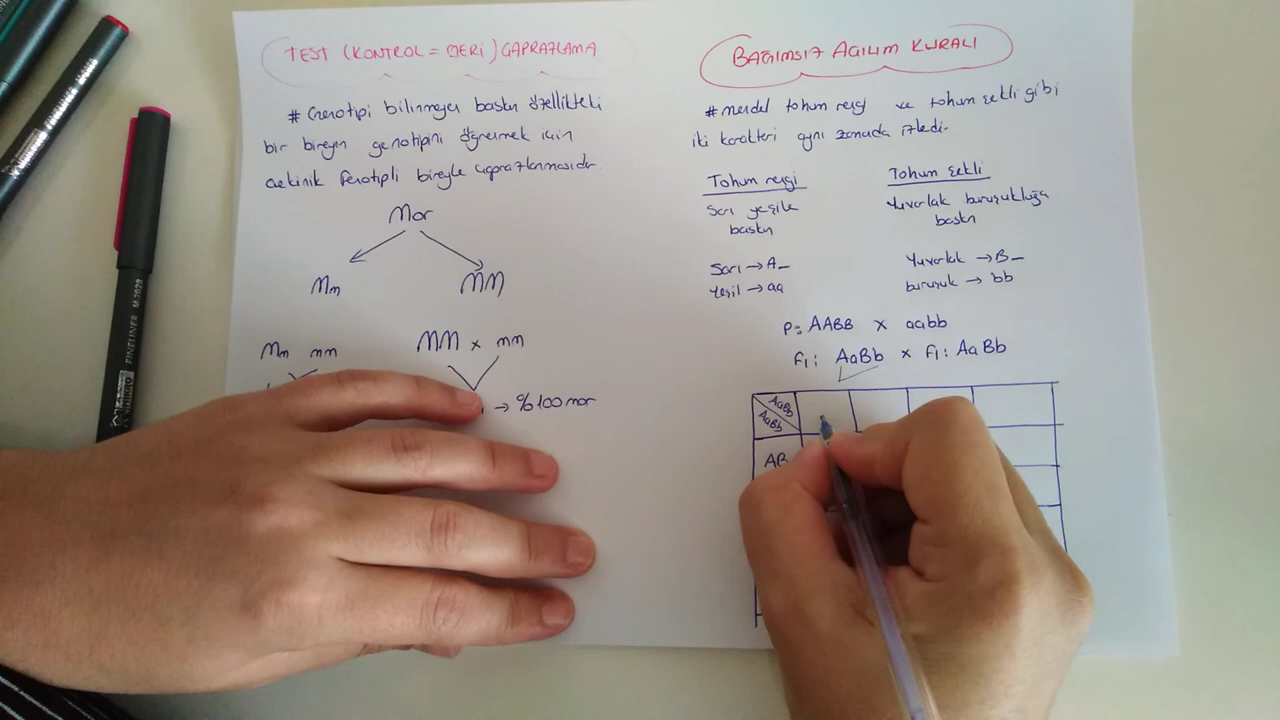 TEST (KONTROL = GERİ) ÇAPRAZLAMA
# Genotipi bilinmeyen baskın özellikteki
bir bireyin genotipini öğrenmek için
çekinik fenotipli bireyle çaprazlanmasıdır.
Mor
Mm MM
Mm mm
MM x mm
→ %100 mor
BAĞIMSIZ AÇILIM KURALI
# mendel tohum rengi ve tohum şekli gibi
iki karakteri aynı zamanda izledi.
Tohum rengi
Sarı yeşile
baskın
Sarı → A_
Yeşil → aa
Tohum şekli
Yuvarlak buruşukluğa
baskın
Yuvarlak → B_
buruşuk → bb
P: AABB x aabb
F1: AaBb x F1: AaBb
AaBb
AaBb
AB
FINELINER M-2028